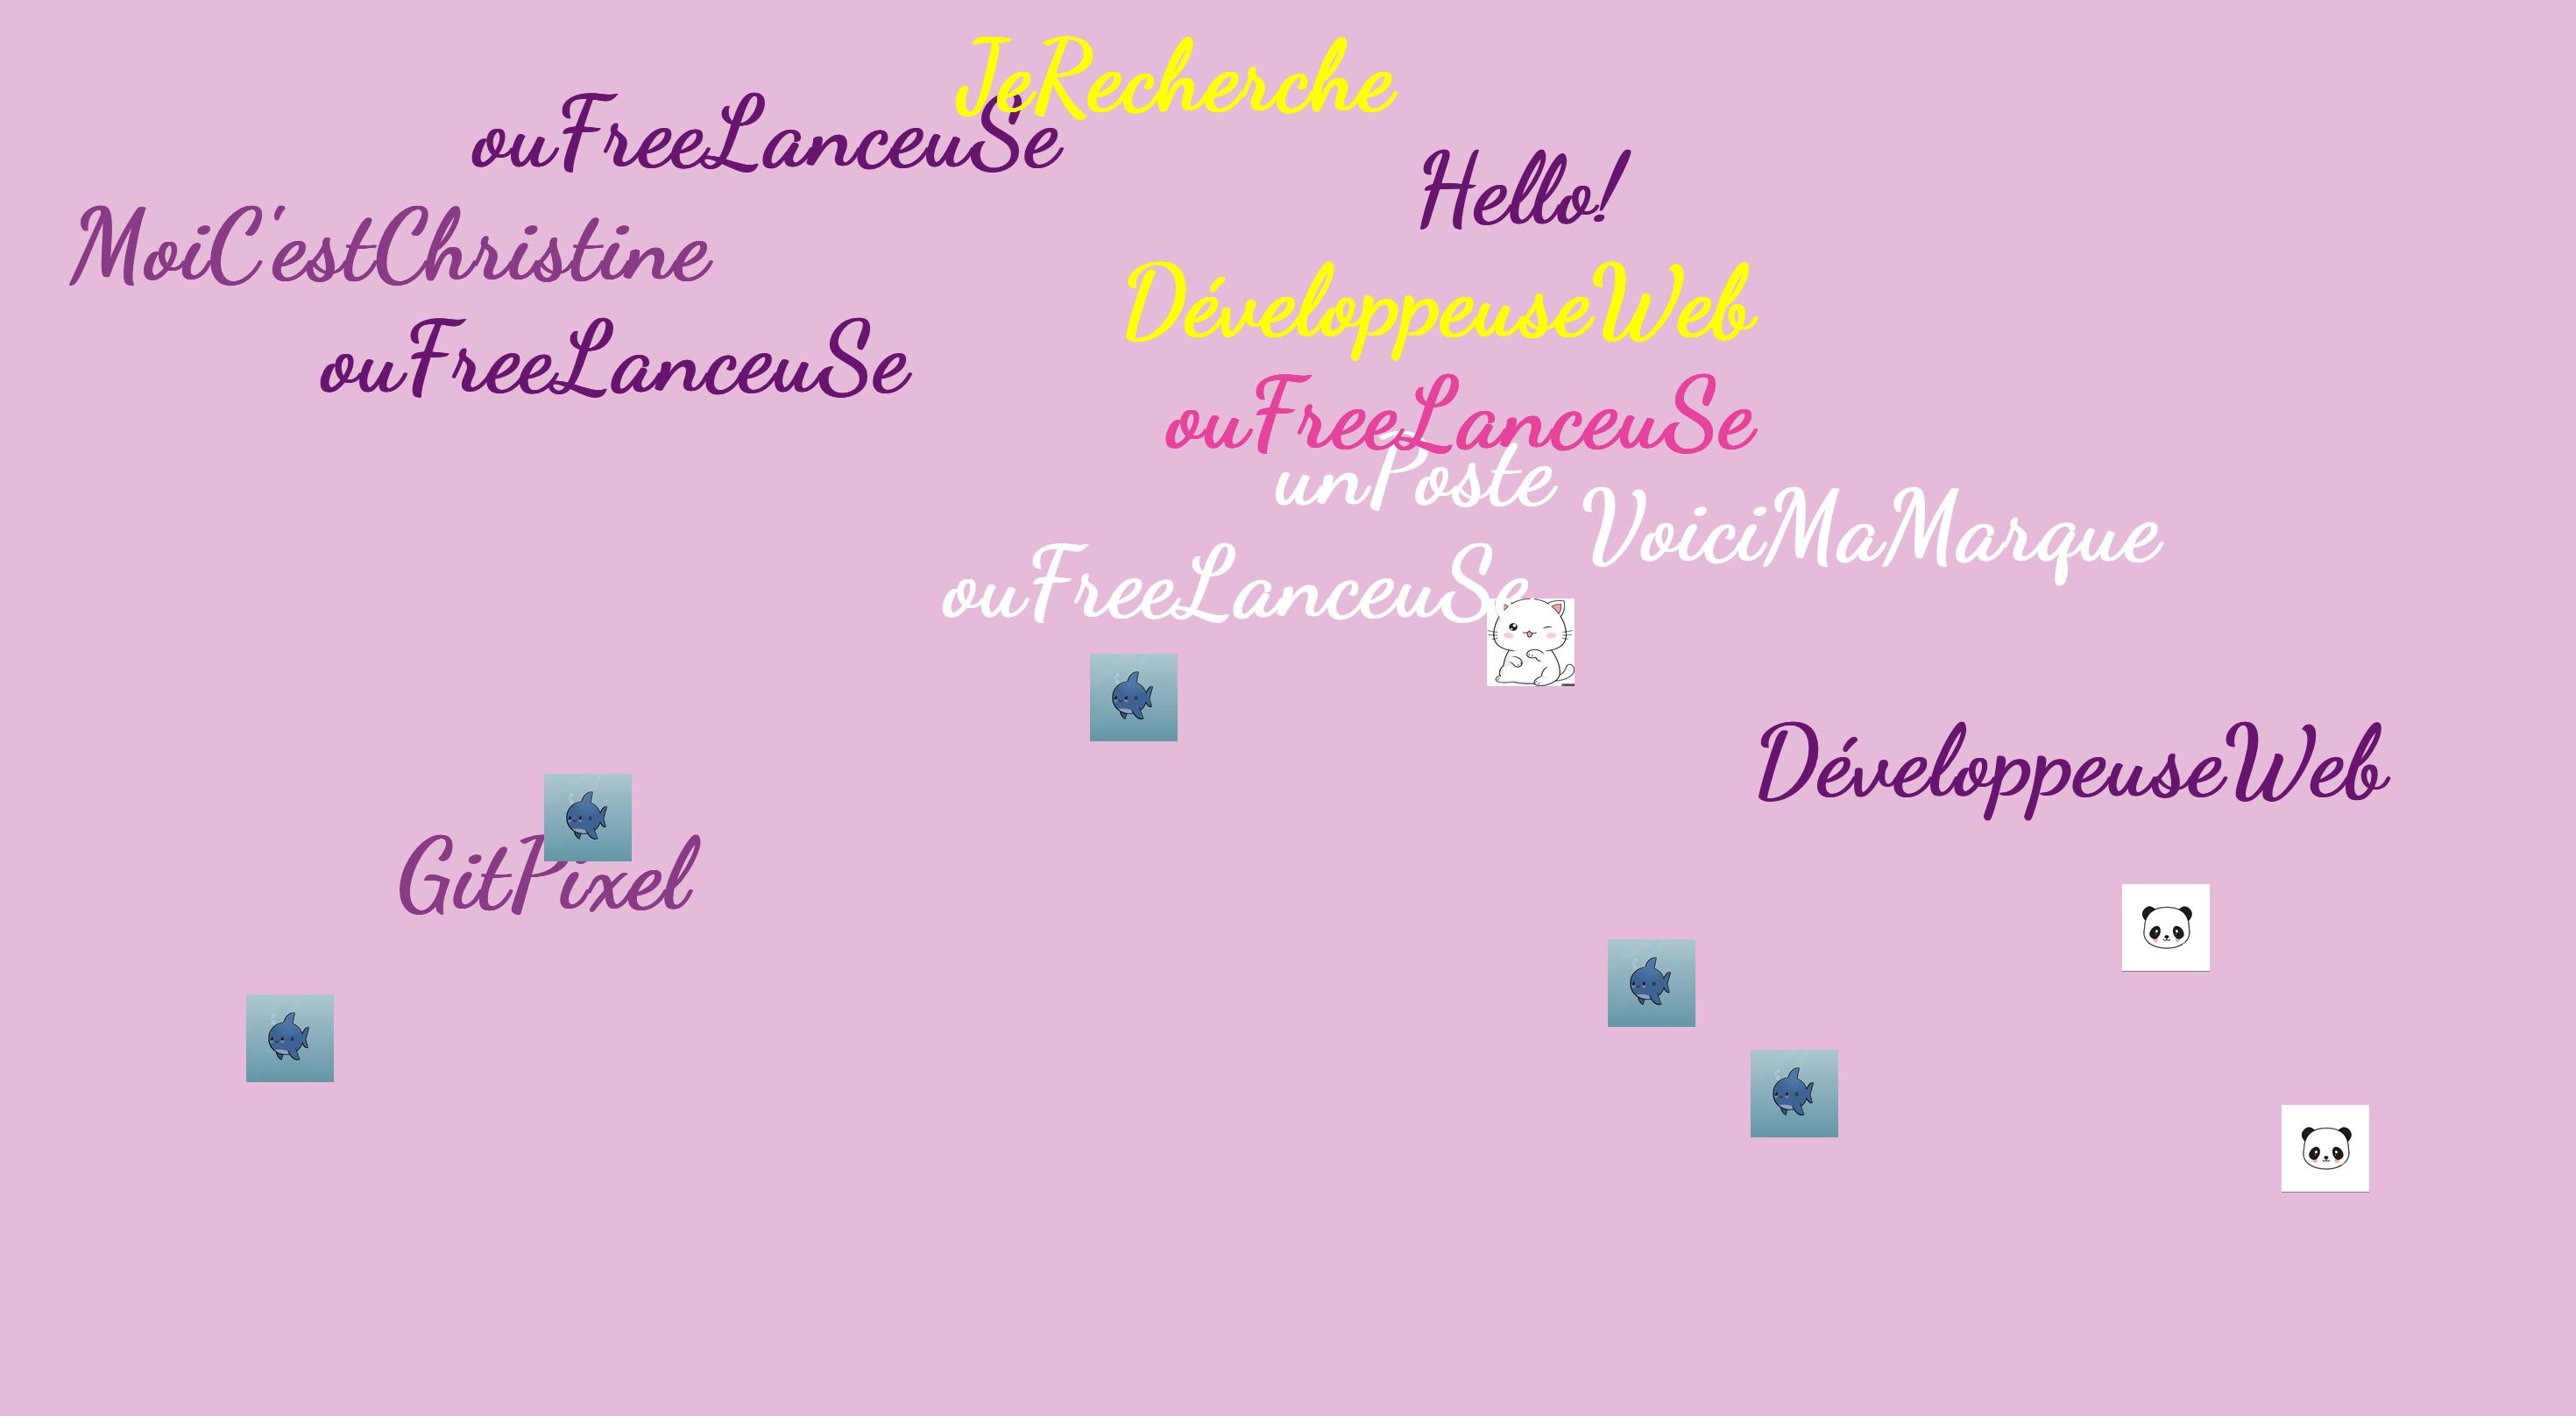 JeRecherche
ouFreeLanceuSe
Hello!
MoiC'estChristine
DéveloppeuseWeb
ouFreeLanceuSe
ouFreeLanceuSe
unPoste
VoiciMaMarque
ouFreeLanceuSe
DéveloppeuseWeb
GitPixel